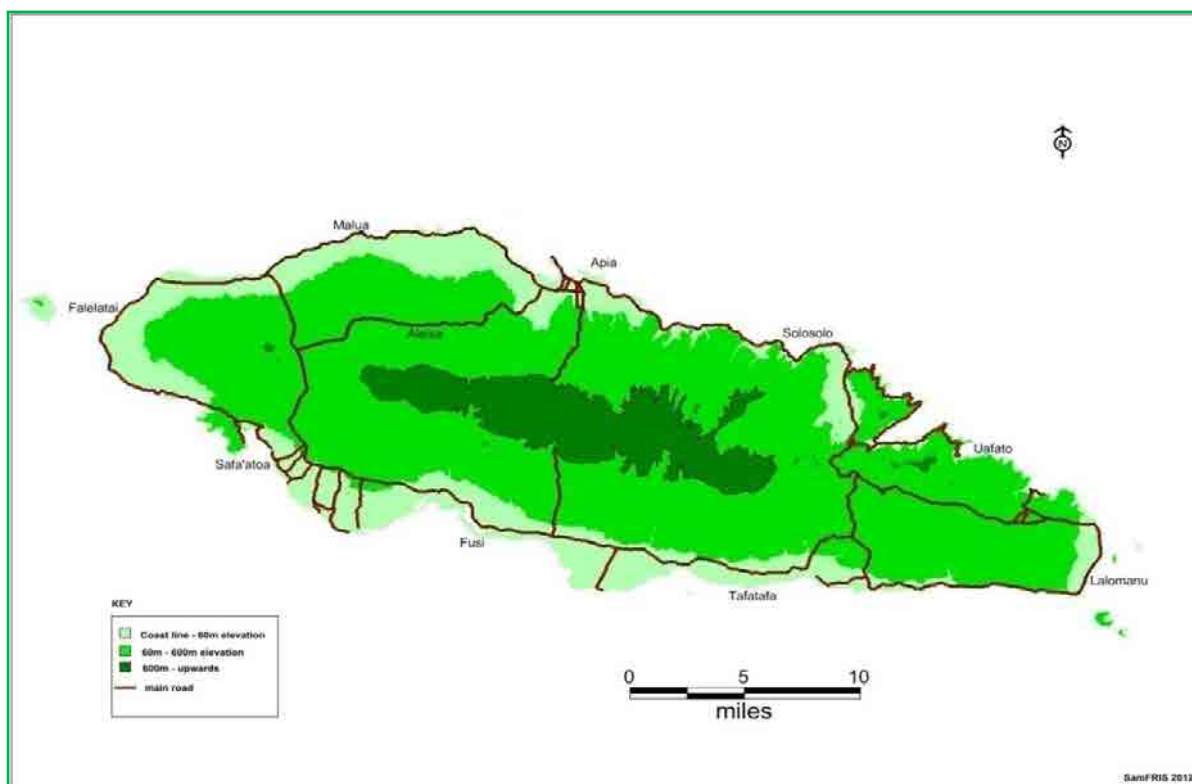 N
Malua
Apia
Falelatai
Solosolo
Aleisa
Uafato
Safa'atoa
Fusi
Lalomanu
Tafatafa
KEY
Coast line - 60m elevation
60m - 600m elevation
600m - upwards
main road
0 5 10
miles
SamFRIS 2012